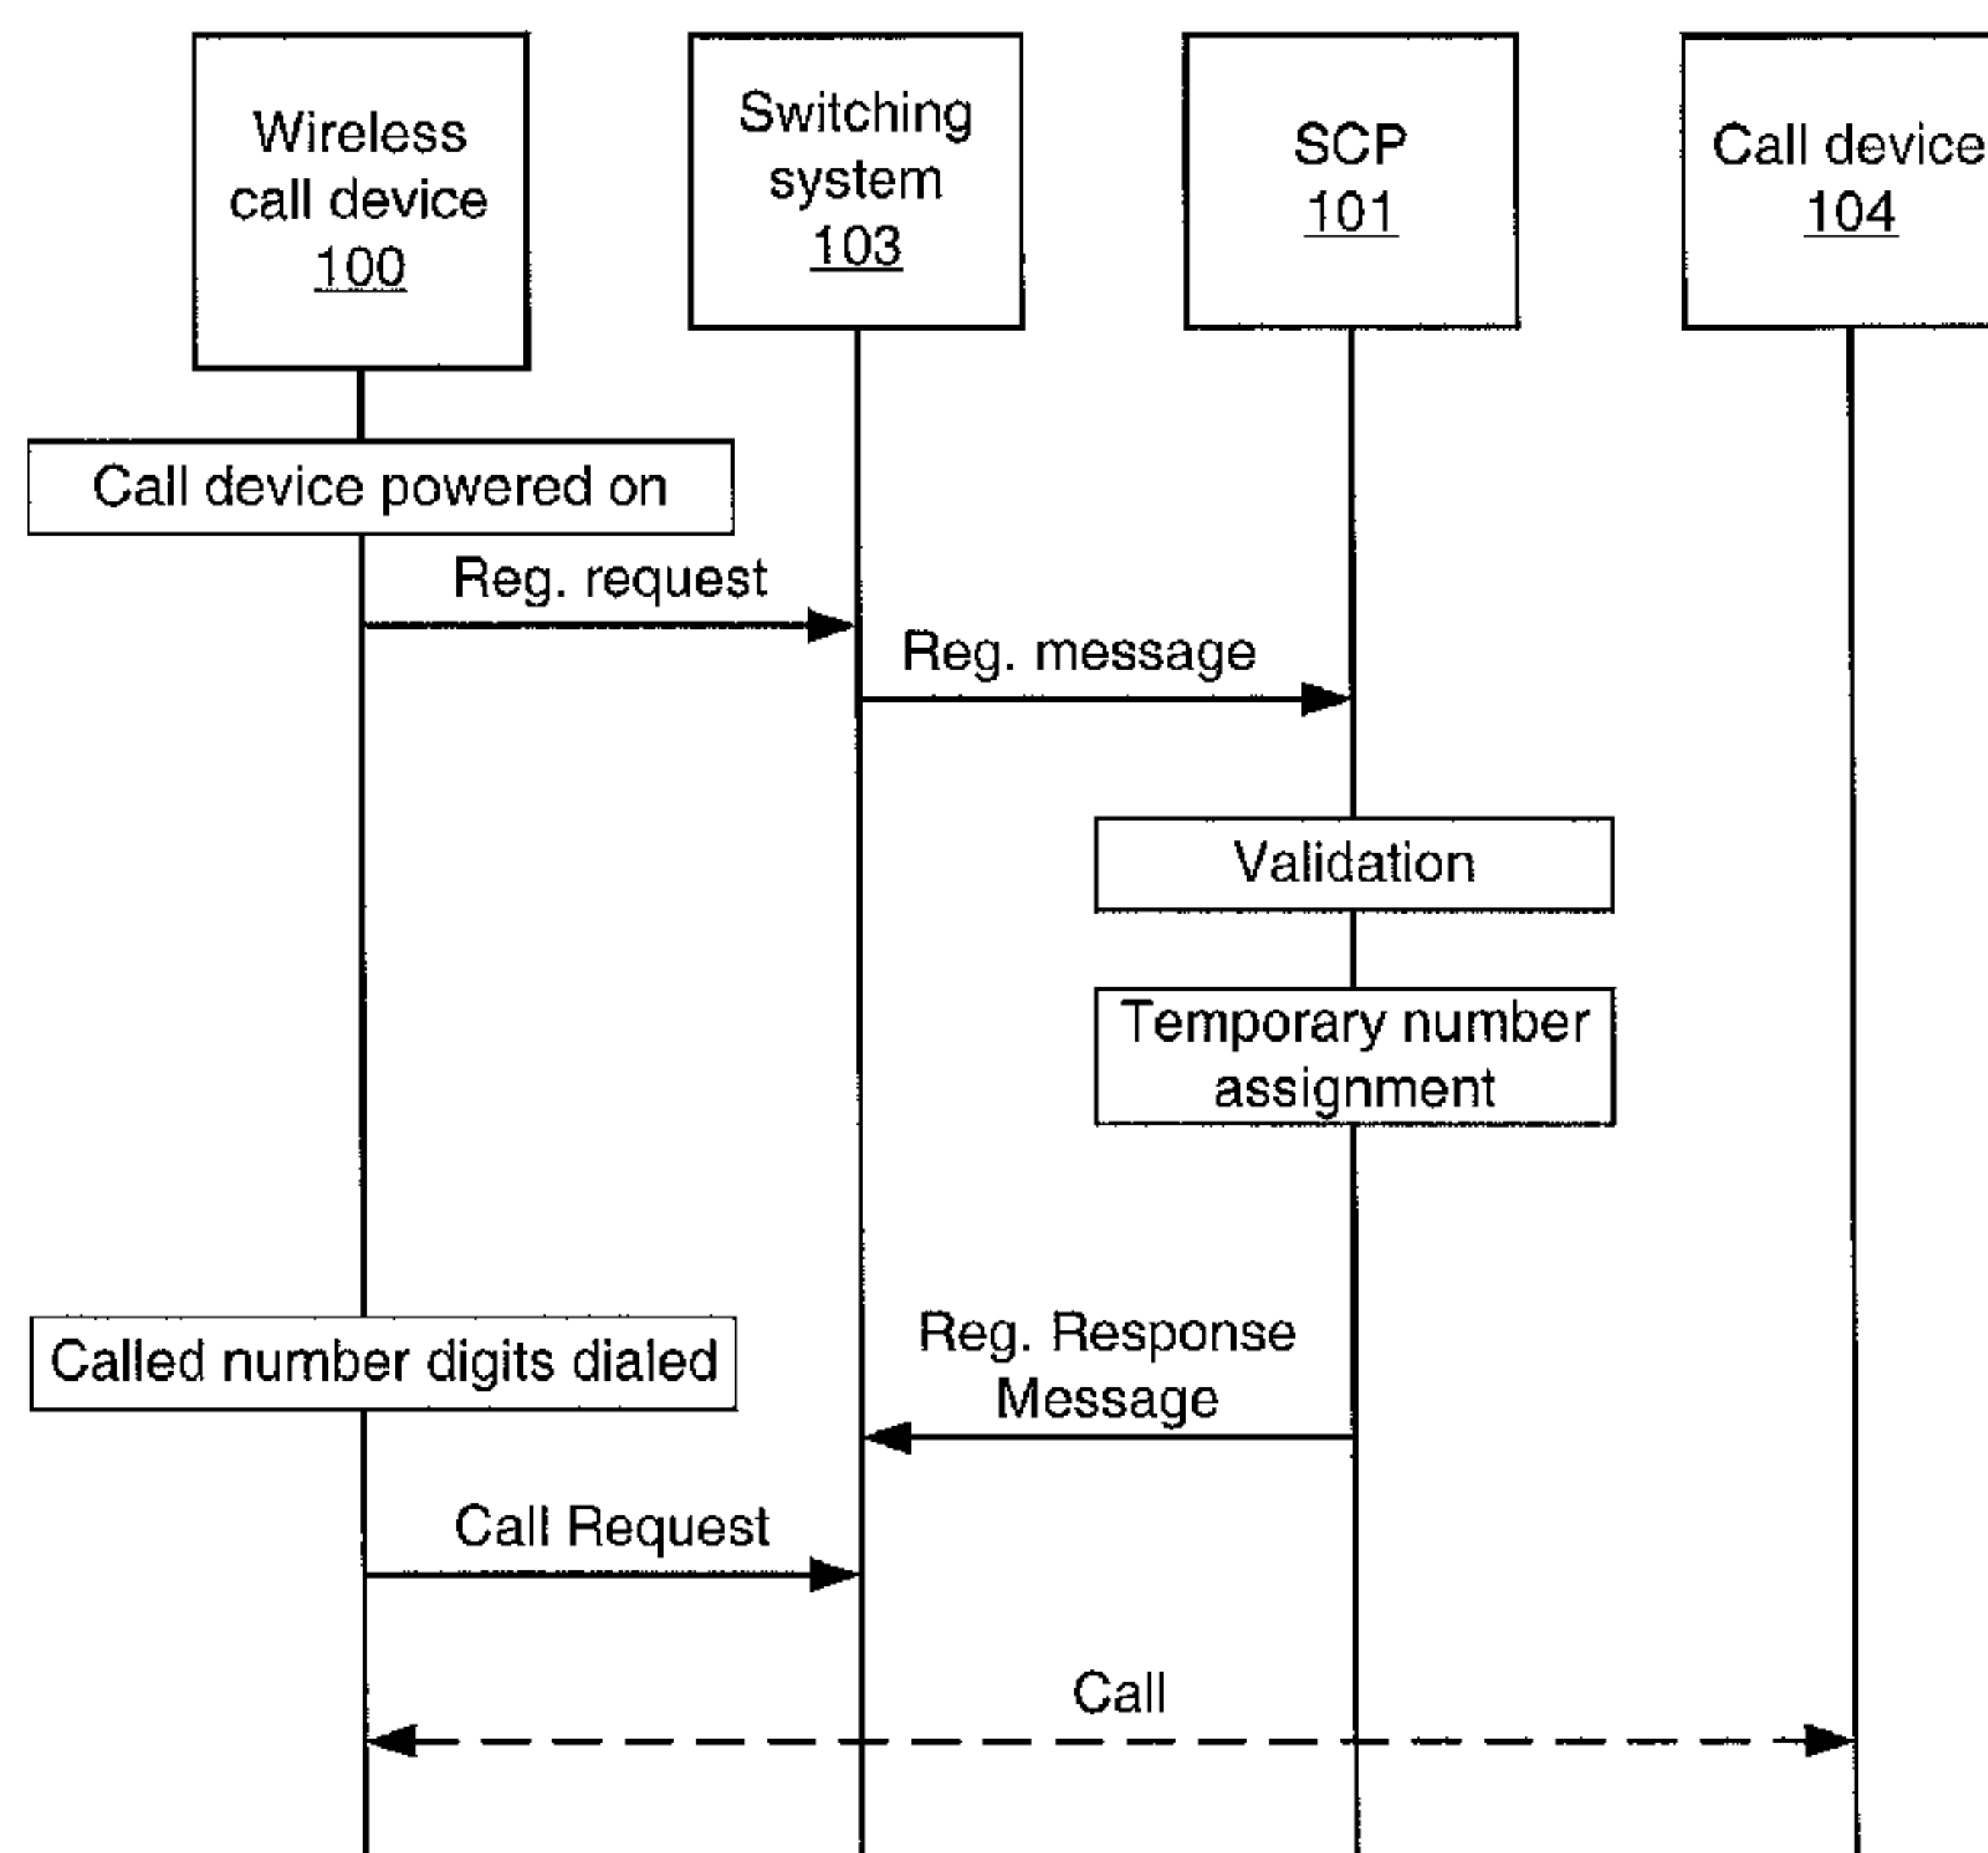 Wireless
call device
100
Switching
system
103
SCP
101
Call device
104
Call device powered on
Reg. request
Reg. message
Validation
Temporary number
assignment
Called number digits dialed
Reg. Response
Message
Call Request
Call